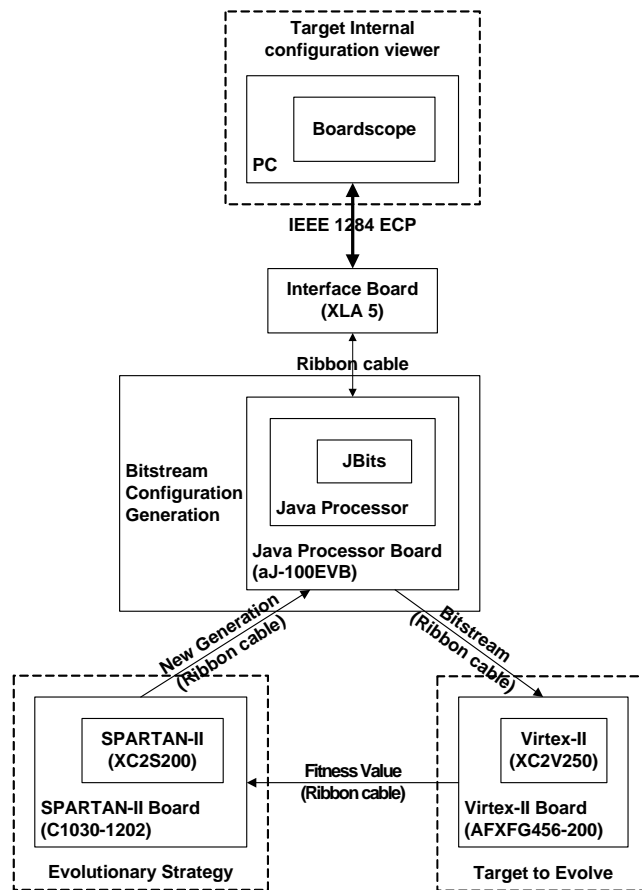 Target Internal
configuration viewer
Boardscope
PC
IEEE 1284 ECP
Interface Board
(XLA 5)
Ribbon cable
Bitstream
Configuration
Generation
JBits
Java Processor
Java Processor Board
(aJ-100EVB)
New Generation
(Ribbon cable)
Bitstream
(Ribbon cable)
SPARTAN-II
(XC2S200)
SPARTAN-II Board
(C1030-1202)
Evolutionary Strategy
Fitness Value
(Ribbon cable)
Virtex-II
(XC2V250)
Virtex-II Board
(AFXFG456-200)
Target to Evolve